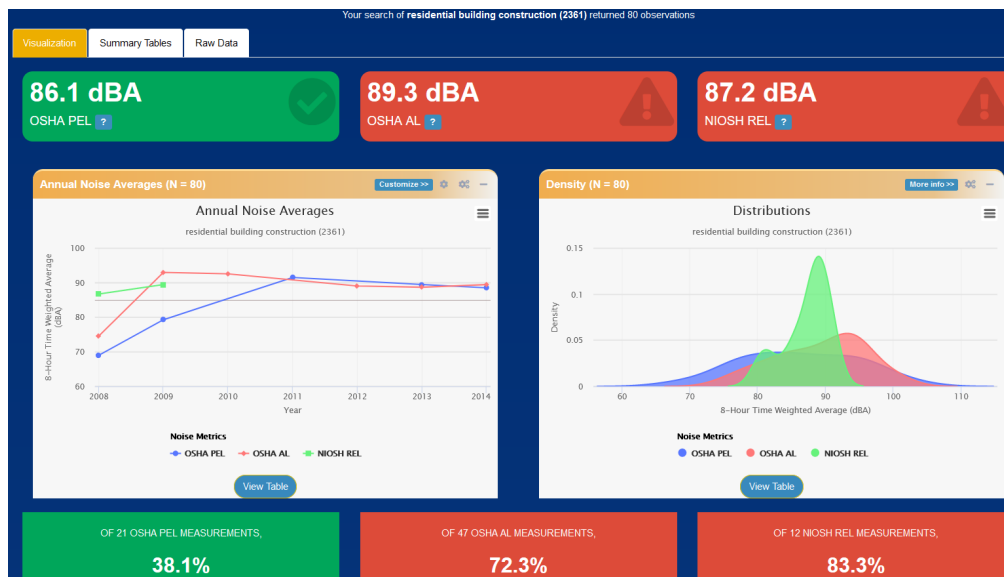 Your search of residential building construction (2361) returned 80 observations
Visualization
Summary Tables
Raw Data
86.1 dBA
OSHA PEL ?
89.3 dBA
OSHA AL ?
87.2 dBA
NIOSH REL ?
Annual Noise Averages (N = 80)
Customize >>
Annual Noise Averages
residential building construction (2361)
8-Hour Time Weighted Average
(dBA)
100
90
80
70
60
2008
2009
2010
2011
2012
2013
2014
Year
Noise Metrics
OSHA PEL
OSHA AL
NIOSH REL
View Table
Density (N = 80)
More info >>
Distributions
residential building construction (2361)
Density
0.15
0.1
0.05
0
60
70
80
90
100
110
8-Hour Time Weighted Average (dBA)
Noise Metrics
OSHA PEL
OSHA AL
NIOSH REL
View Table
OF 21 OSHA PEL MEASUREMENTS,
38.1%
OF 47 OSHA AL MEASUREMENTS,
72.3%
OF 12 NIOSH REL MEASUREMENTS,
83.3%